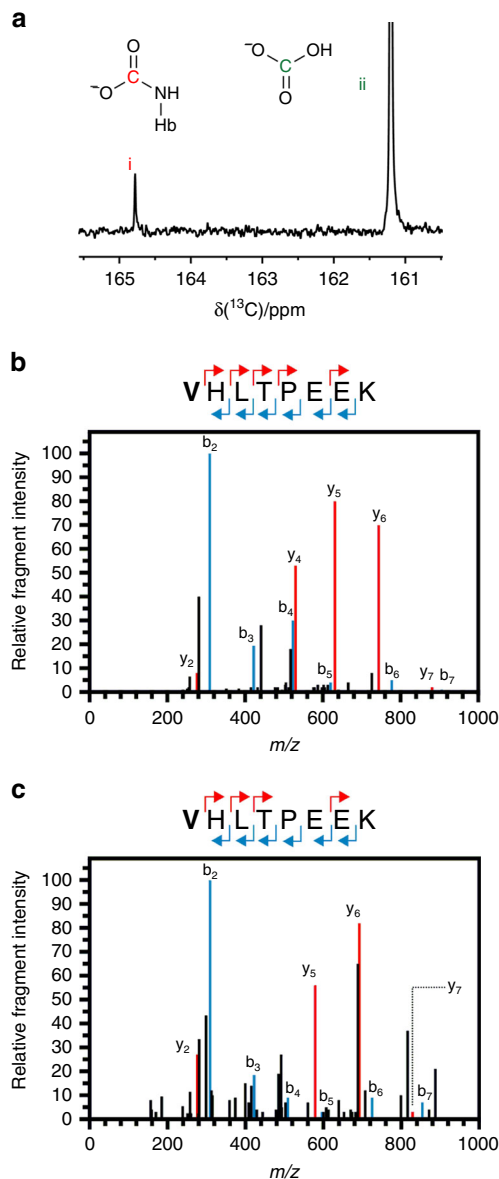 a
O
C
⁻O
NH
Hb
i
⁻O
C
OH
O
ii
165 164 163 162 161
δ(¹³C)/ppm
b
VHLTPEEK
Relative fragment intensity
100
90
80
70
60
50
40
30
20
10
0
y₂
b₂
b₃
b₄
y₄
b₅
y₅
y₆
b₆
y₇
b₇
0 200 400 600 800 1000
m/z
c
VHLTPEEK
Relative fragment intensity
100
90
80
70
60
50
40
30
20
10
0
y₂
b₂
b₃
b₄
y₅
b₅
y₆
b₆
y₇
b₇
0 200 400 600 800 1000
m/z